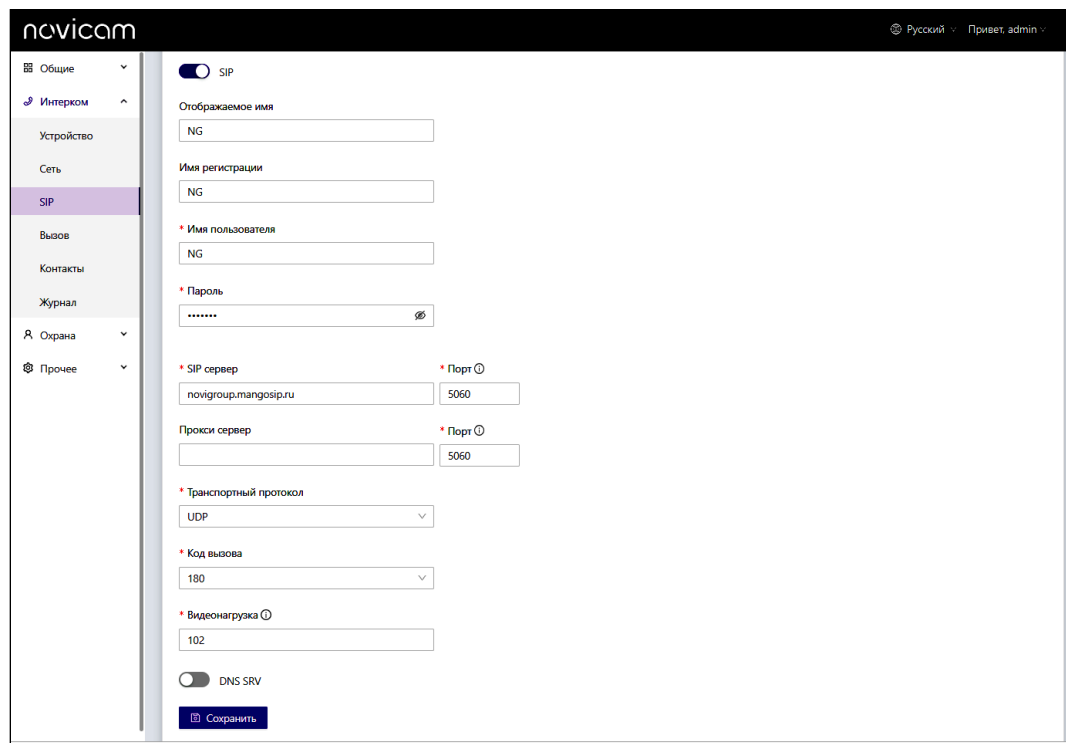 novicam
Русский
Привет, admin
Общие
Интерком
Устройство
Сеть
SIP
Вызов
Контакты
Журнал
Охрана
Прочее
SIP
Отображаемое имя
NG
Имя регистрации
NG
* Имя пользователя
NG
* Пароль
•••••••
* SIP сервер
* Порт
novigroup.mangosip.ru
5060
Прокси сервер
* Порт
5060
* Транспортный протокол
UDP
* Код вызова
180
* Видеонагрузка
102
DNS SRV
Сохранить